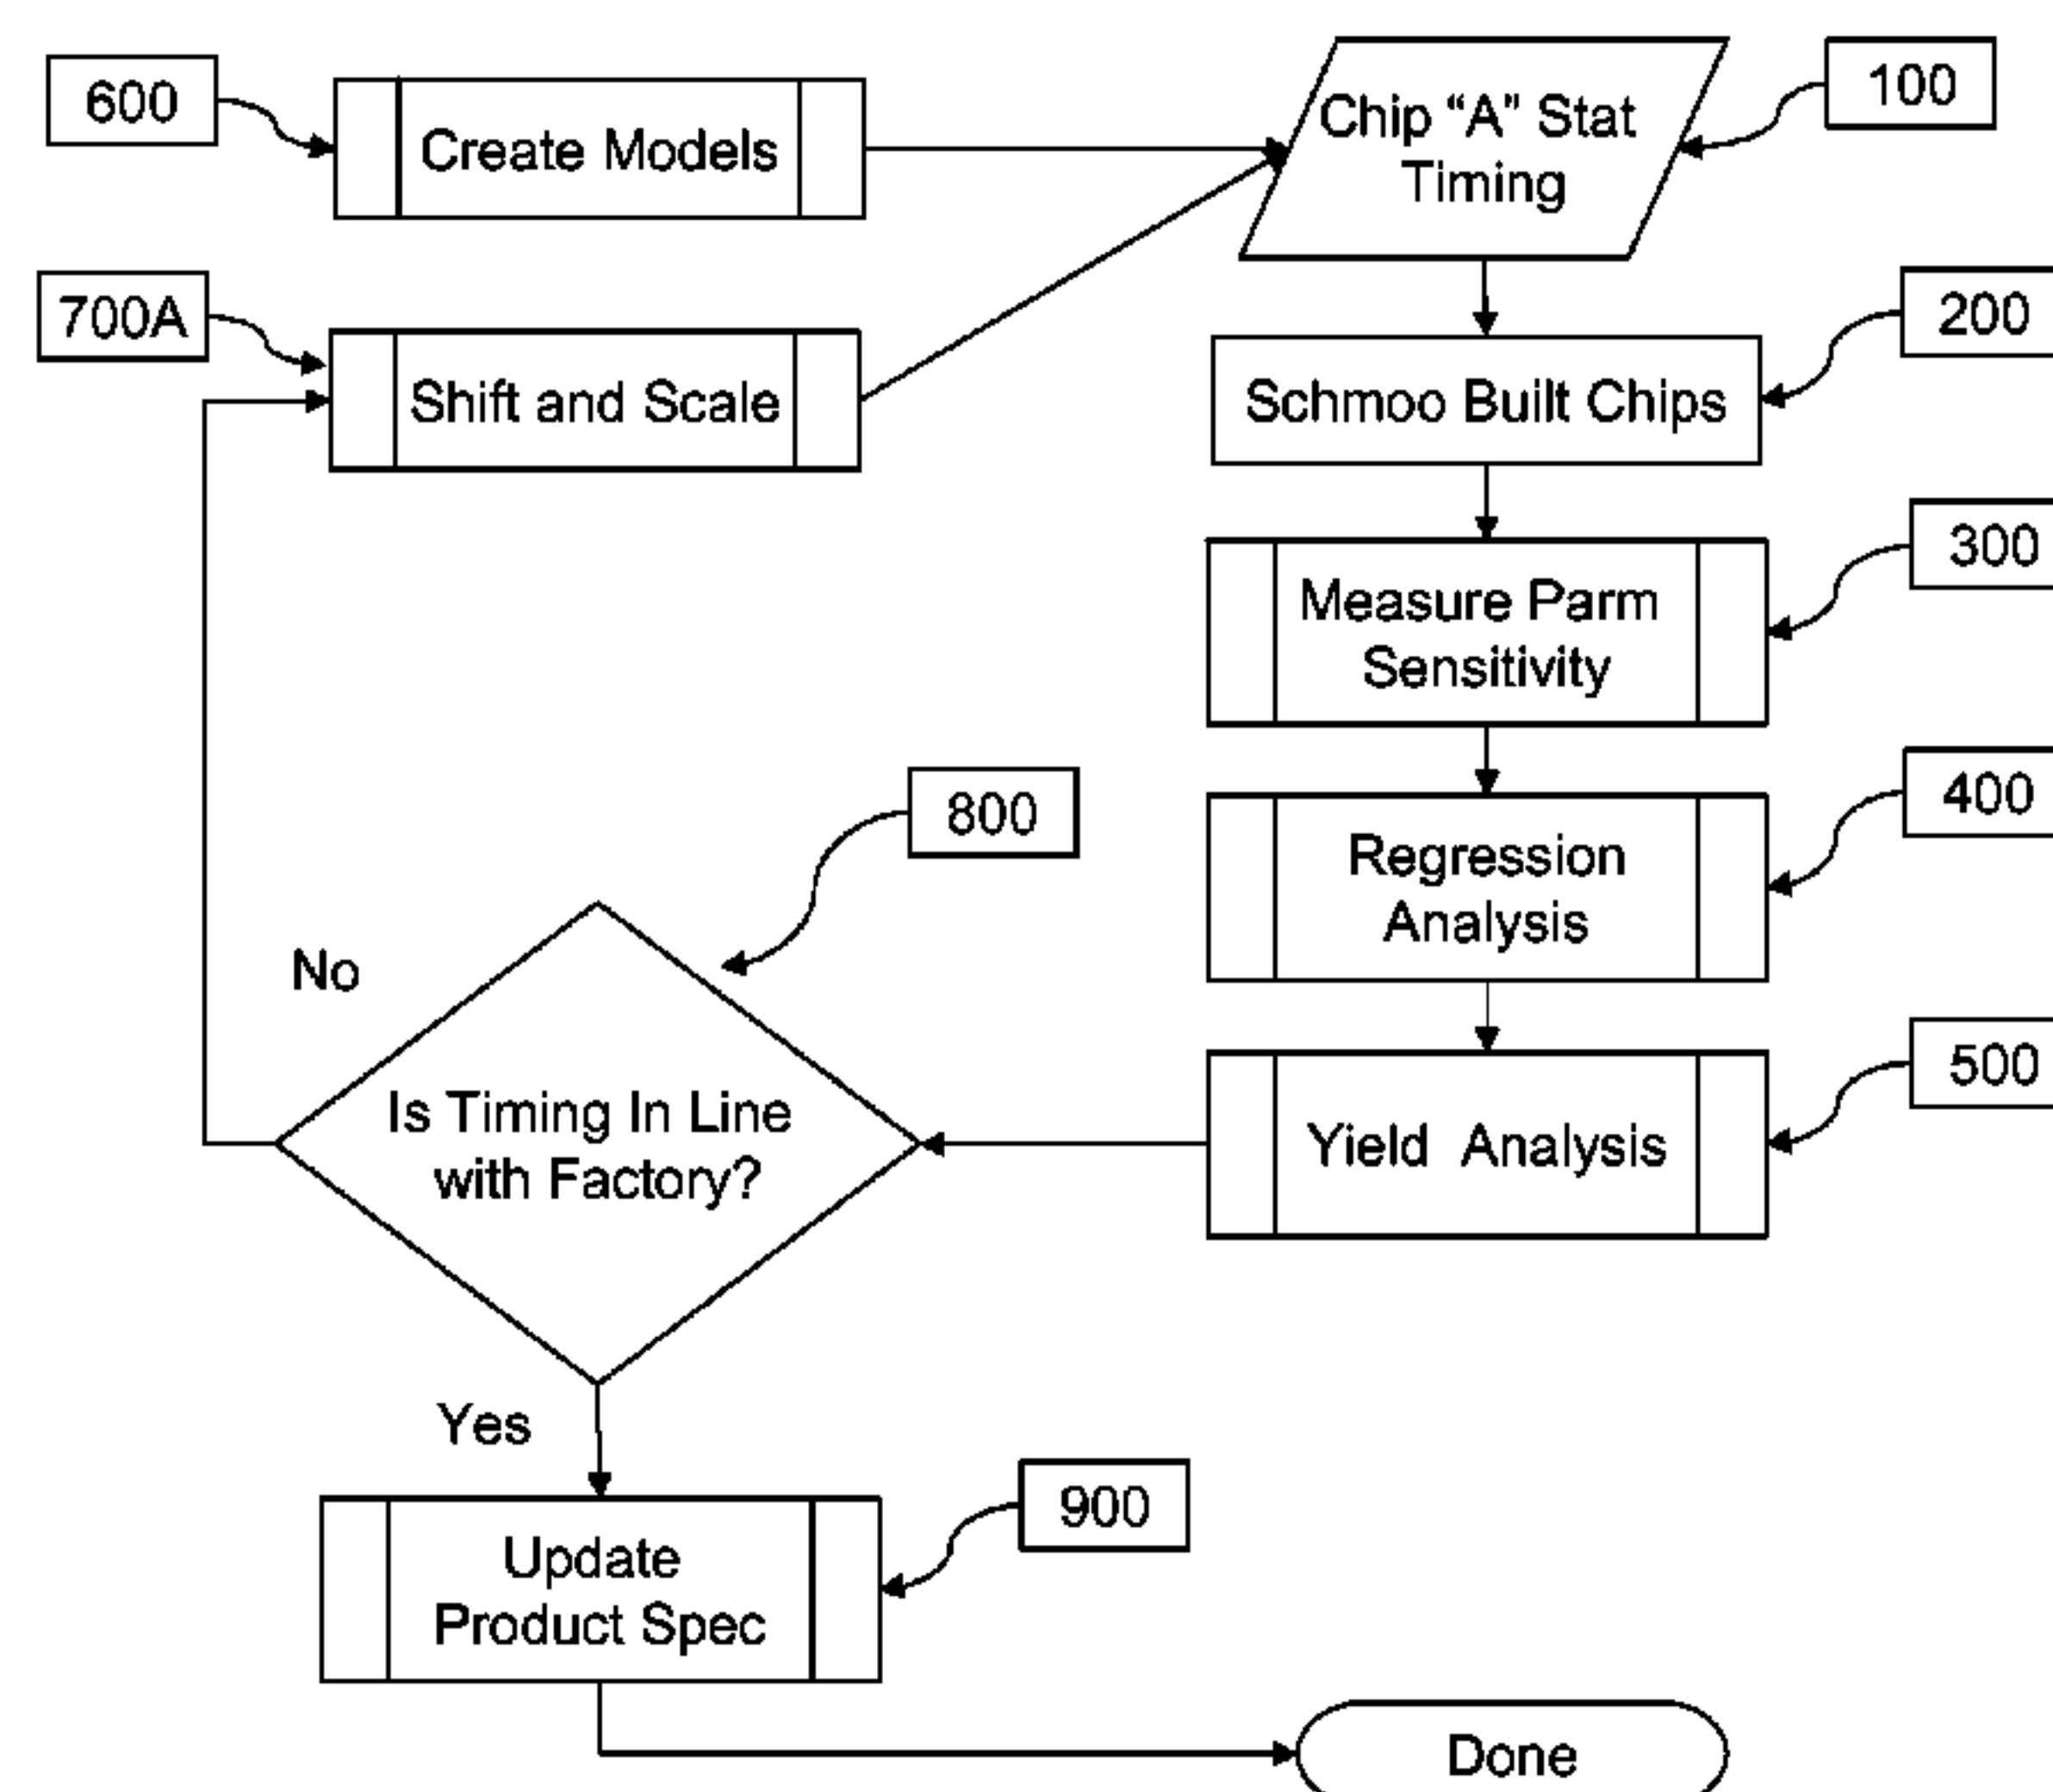 600
Create Models
Chip “A” Stat
Timing
100
700A
Shift and Scale
Schmoo Built Chips
200
Measure Parm
Sensitivity
300
Regression
Analysis
400
800
No
Is Timing In Line
with Factory?
Yield Analysis
500
Yes
Update
Product Spec
900
Done